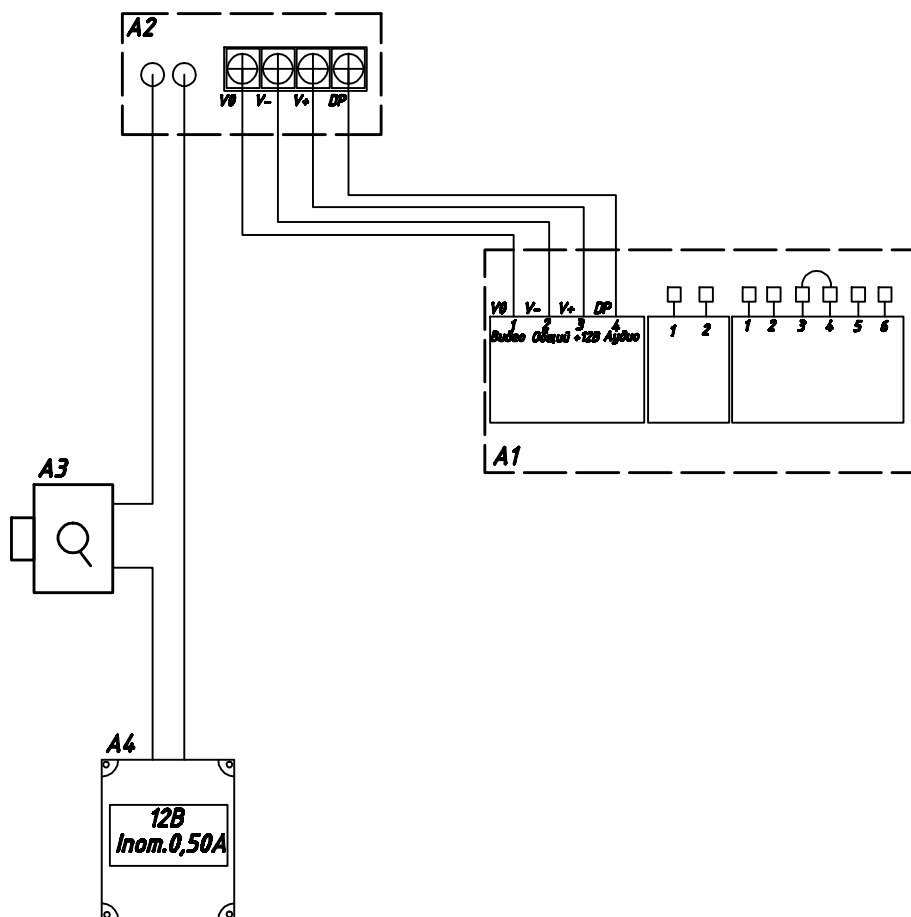 A2
V0 V- V+ DP
V0 V- V+ DP
1 2 3 4
Видео Общий +12В Аудио
1 2
1 2 3 4 5 6
A1
A3
A4
12В
Iпот.0,50А